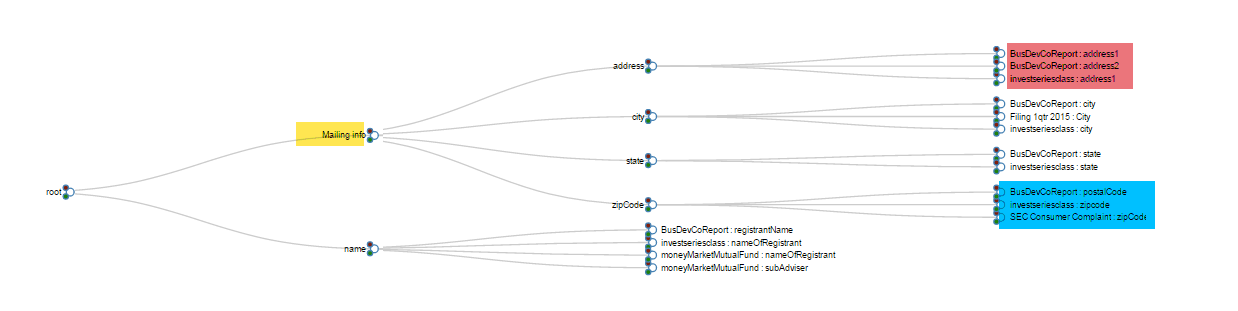 BusDevCoReport : address1
address
BusDevCoReport : address2
investseriesclass : address1
BusDevCoReport : city
city
Filing 1qtr 2015 : City
investseriesclass : city
Mailing info
BusDevCoReport : state
state
investseriesclass : state
root
BusDevCoReport : postalCode
zipCode
investseriesclass : zipcode
SEC Consumer Complaint : zipCode
BusDevCoReport : registrantName
name
investseriesclass : nameOfRegistrant
moneyMarketMutualFund : nameOfRegistrant
moneyMarketMutualFund : subAdviser